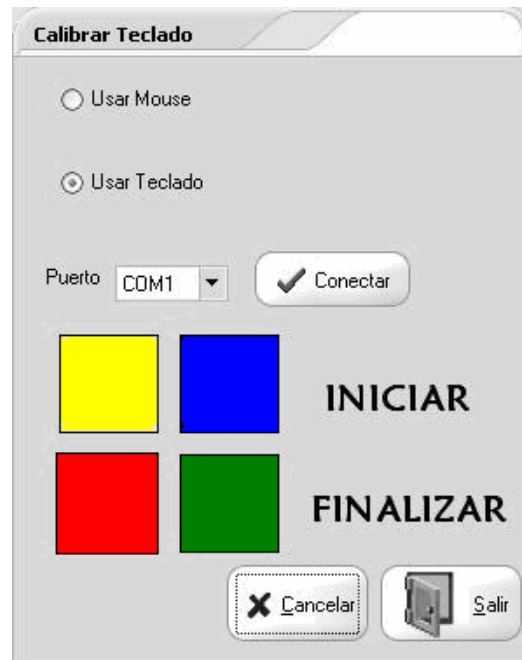 Calibrar Teclado
Usar Mouse
Usar Teclado
Puerto COM1 Conectar
INICIAR
FINALIZAR
Cancelar Salir